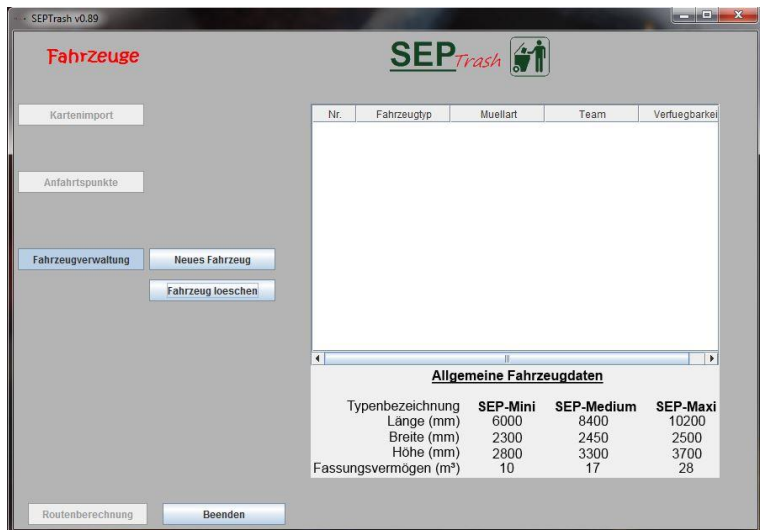 SEPTrash v0.89
Fahrzeuge
SEP Trash
Kartenimport
Anfahrtspunkte
Fahrzeugverwaltung Neues Fahrzeug
Fahrzeug loeschen
Nr. Fahrzeugtyp Muellart Team Verfuegbarkei
Allgemeine Fahrzeugdaten
Typenbezeichnung SEP-Mini SEP-Medium SEP-Maxi
Länge (mm) 6000 8400 10200
Breite (mm) 2300 2450 2500
Höhe (mm) 2800 3300 3700
Fassungsvermögen (m³) 10 17 28
Routenberechnung Beenden